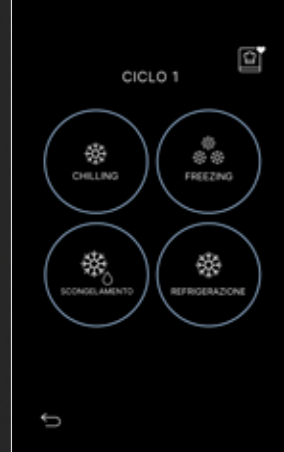 CICLO 1
CHILLING
FREEZING
SCONGELAMENTO
REFRIGERAZIONE